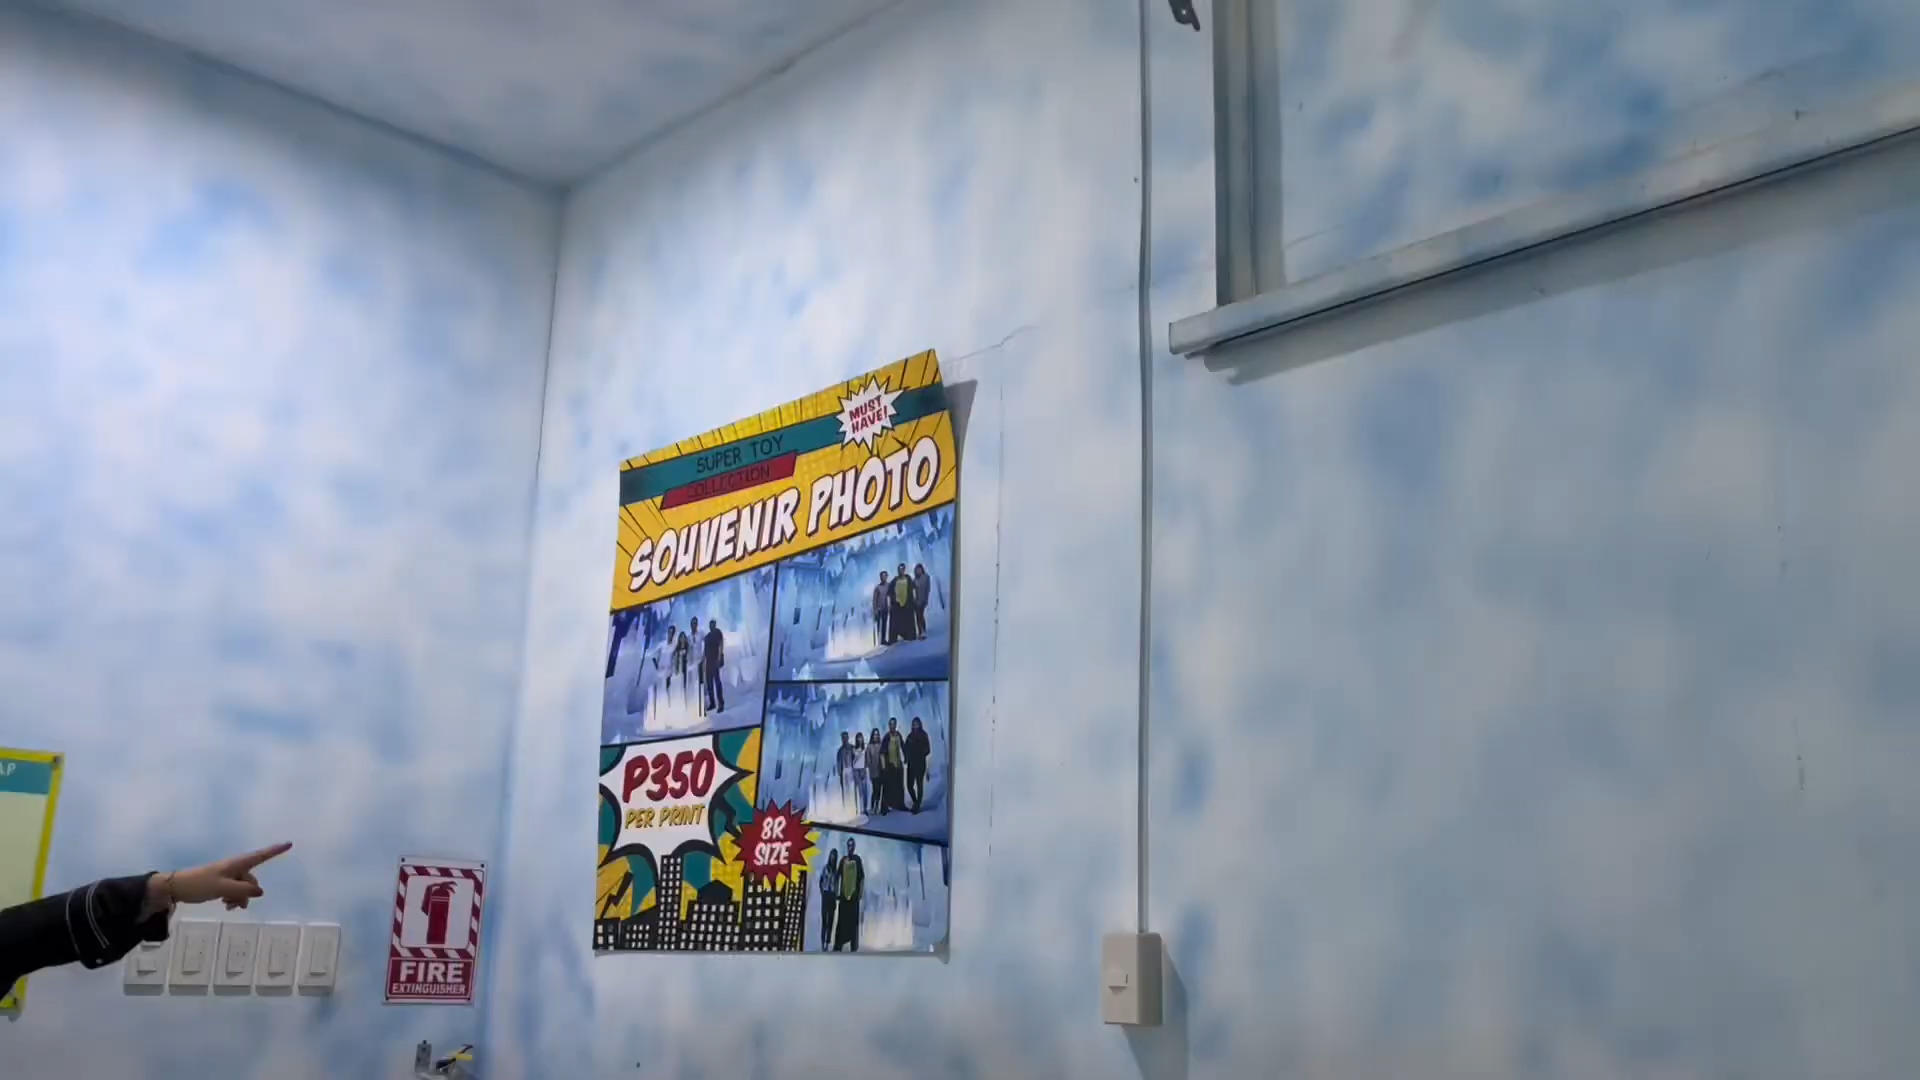 MUST
HAVE!
SUPER TOY
COLLECTION
SOUVENIR PHOTO
P350
PER PRINT
8R
SIZE
FIRE
EXTINGUISHER